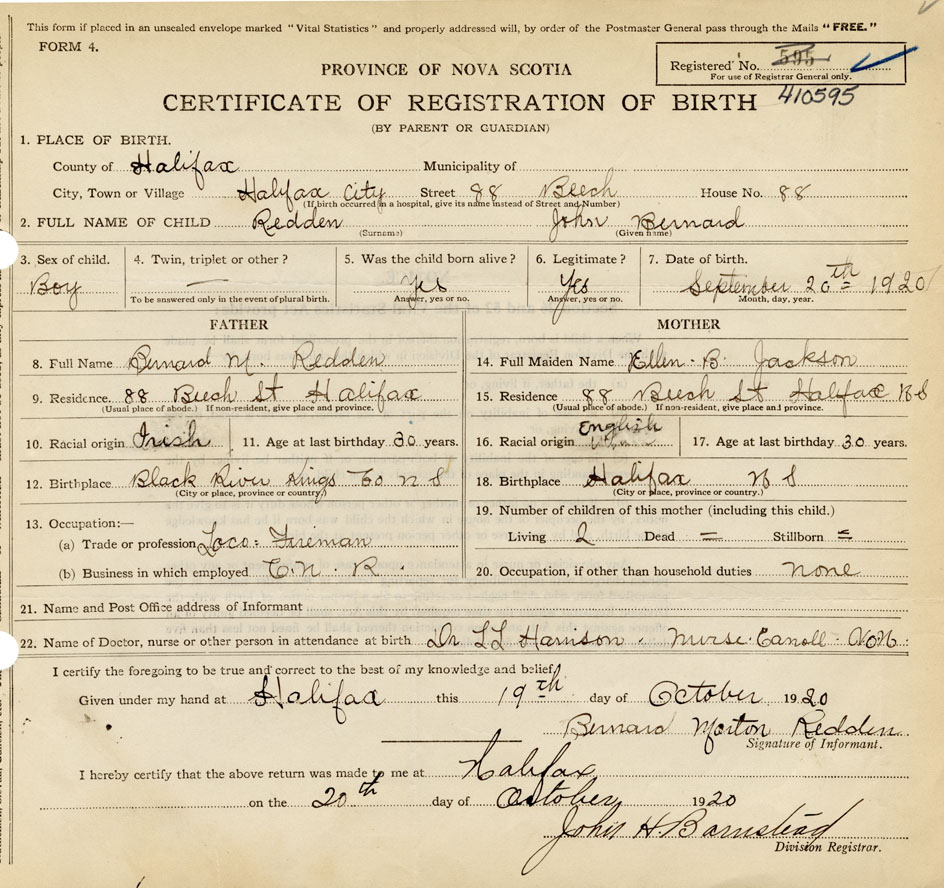 This form if placed in an unsealed envelope marked "Vital Statistics" and properly addressed will, by order of the Postmaster General pass through the Mails "FREE."
FORM 4.
Registered No. 595
For use of Registrar General only.
410595
PROVINCE OF NOVA SCOTIA
CERTIFICATE OF REGISTRATION OF BIRTH
(BY PARENT OR GUARDIAN)
1. PLACE OF BIRTH.
County of Halifax Municipality of
City, Town or Village Halifax City Street 88 Beech House No. 88
(If birth occurred in a hospital, give its name instead of Street and Number)
2. FULL NAME OF CHILD Redden John Bernard
(Surname) (Given name)
3. Sex of child. 4. Twin, triplet or other? 5. Was the child born alive? 6. Legitimate? 7. Date of birth.
Boy — Yes Yes September 20th 1920
To be answered only in the event of plural birth. Answer, yes or no. Answer, yes or no. Month, day, year.
FATHER MOTHER
8. Full Name Bernard M. Redden 14. Full Maiden Name Ellen B. Jackson
9. Residence. 88 Beech St Halifax 15. Residence 88 Beech St Halifax N S
(Usual place of abode.) If non-resident, give place and province. (Usual place of abode.) If non-resident, give place and province.
10. Racial origin Irish 11. Age at last birthday 30 years. 16. Racial origin English 17. Age at last birthday 30 years.
12. Birthplace Black River Kings Co N S 18. Birthplace Halifax N S
(City or place, province or country.) (City or place, province or country.)
13. Occupation:— 19. Number of children of this mother (including this child.)
(a) Trade or profession Loco: Fireman Living 2 Dead = Stillborn =
(b) Business in which employed C. N. R. 20. Occupation, if other than household duties None
21. Name and Post Office address of Informant
22. Name of Doctor, nurse or other person in attendance at birth Dr LL Harrison. Nurse. Carroll. V.O.N.
I certify the foregoing to be true and correct to the best of my knowledge and belief
Given under my hand at Halifax this 19th day of October 1920
Bernard Morton Redden
Signature of Informant.
I hereby certify that the above return was made to me at Halifax
on the 20th day of October 1920
John H Barnstead
Division Registrar.